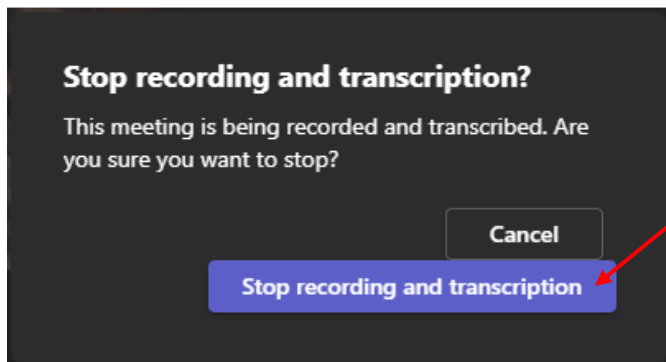 Stop recording and transcription?
This meeting is being recorded and transcribed. Are
you sure you want to stop?
Cancel
Stop recording and transcription